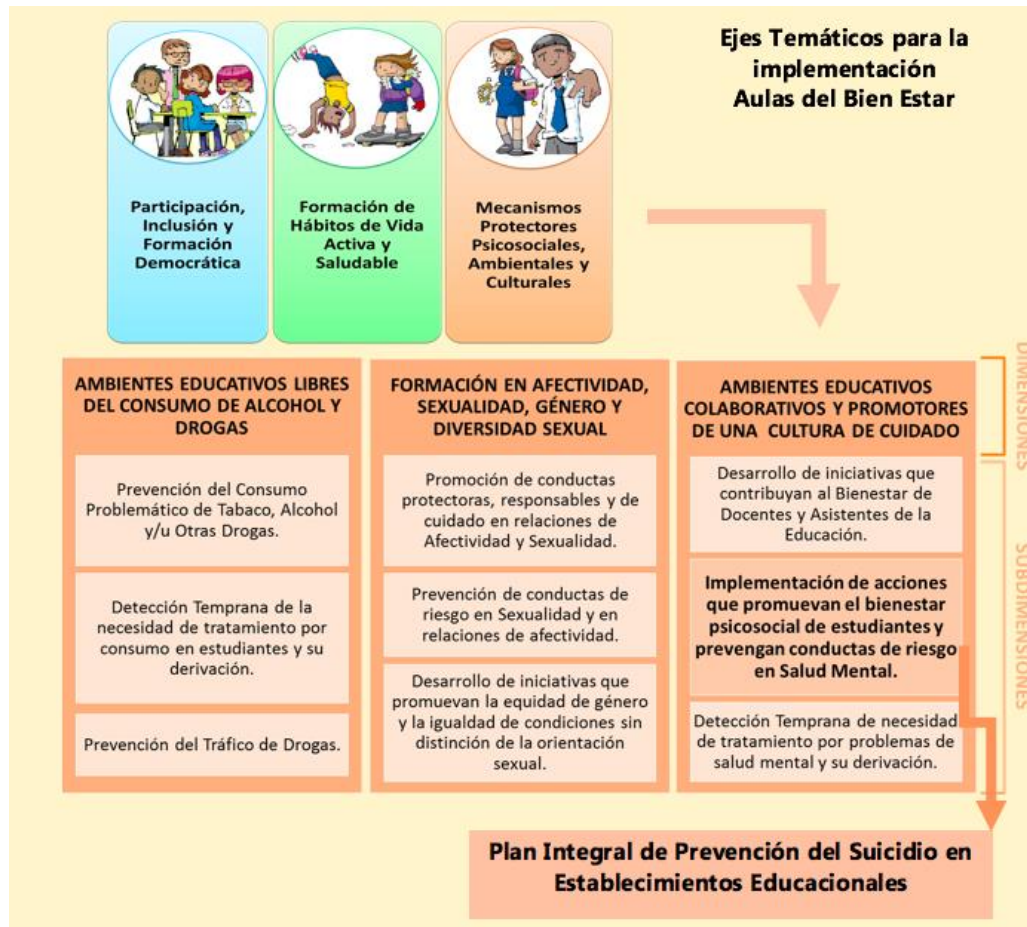 Ejes Temáticos para la
implementación
Aulas del Bien Estar
Participación,
Inclusión y
Formación
Democrática
Formación de
Hábitos de Vida
Activa y
Saludable
Mecanismos
Protectores
Psicosociales,
Ambientales y
Culturales
AMBIENTES EDUCATIVOS LIBRES
DEL CONSUMO DE ALCOHOL Y
DROGAS
Prevención del Consumo
Problemático de Tabaco, Alcohol
y/u Otras Drogas.
Detección Temprana de la
necesidad de tratamiento por
consumo en estudiantes y su
derivación.
Prevención del Tráfico de Drogas.
FORMACIÓN EN AFECTIVIDAD,
SEXUALIDAD, GÉNERO Y
DIVERSIDAD SEXUAL
Promoción de conductas
protectoras, responsables y de
cuidado en relaciones de
Afectividad y Sexualidad.
Prevención de conductas de
riesgo en Sexualidad y en
relaciones de afectividad.
Desarrollo de iniciativas que
promuevan la equidad de género
y la igualdad de condiciones sin
distinción de la orientación
sexual.
AMBIENTES EDUCATIVOS
COLABORATIVOS Y PROMOTORES
DE UNA CULTURA DE CUIDADO
Desarrollo de iniciativas que
contribuyan al Bienestar de
Docentes y Asistentes de la
Educación.
Implementación de acciones
que promuevan el bienestar
psicosocial de estudiantes y
prevengan conductas de riesgo
en Salud Mental.
Detección Temprana de necesidad
de tratamiento por problemas de
salud mental y su derivación.
DIMENSIONES
SUBDIMENSIONES
Plan Integral de Prevención del Suicidio en
Establecimientos Educacionales